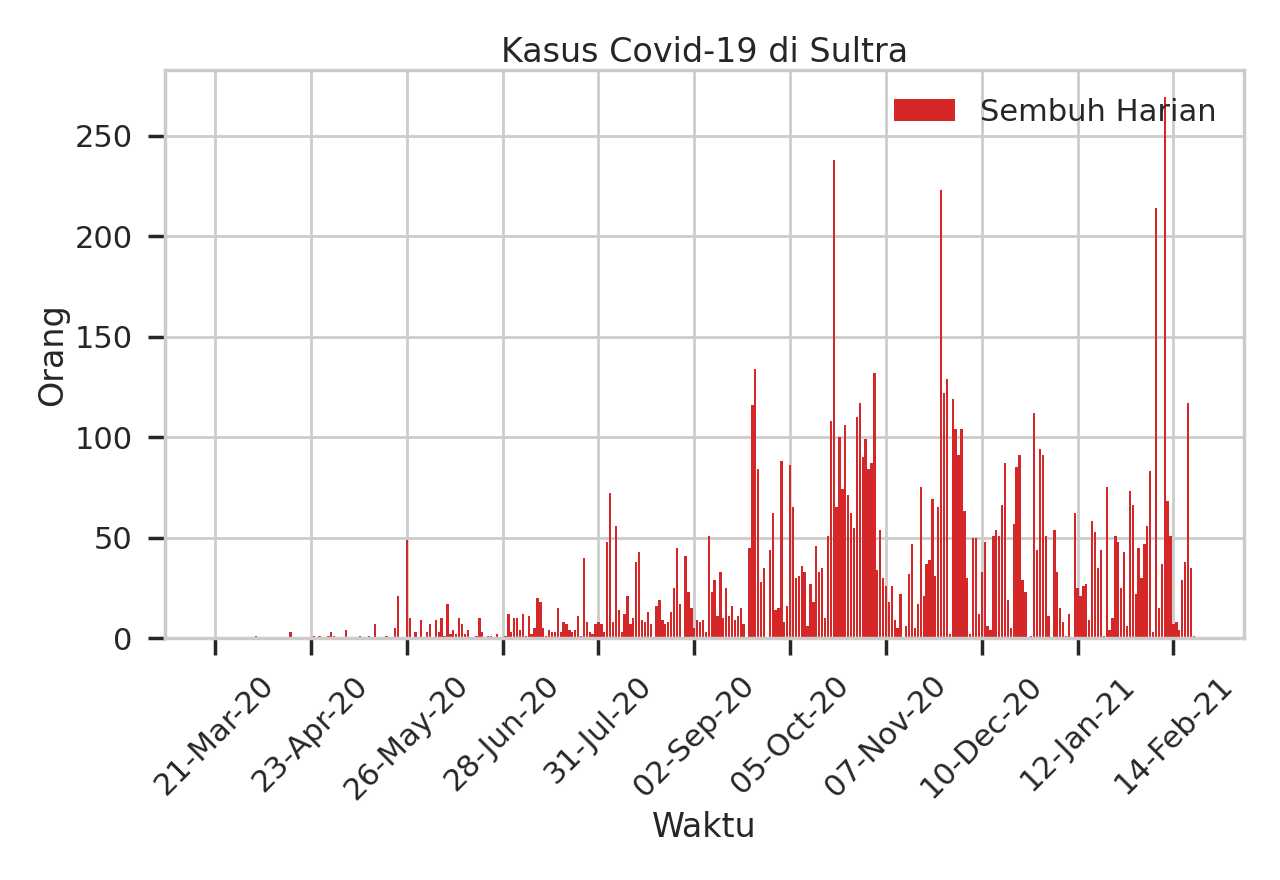 Kasus Covid-19 di Sultra
Sembuh Harian
250
200
150
100
50
0
Orang
21-Mar-20
23-Apr-20
26-May-20
28-Jun-20
31-Jul-20
02-Sep-20
05-Oct-20
07-Nov-20
10-Dec-20
12-Jan-21
14-Feb-21
Waktu